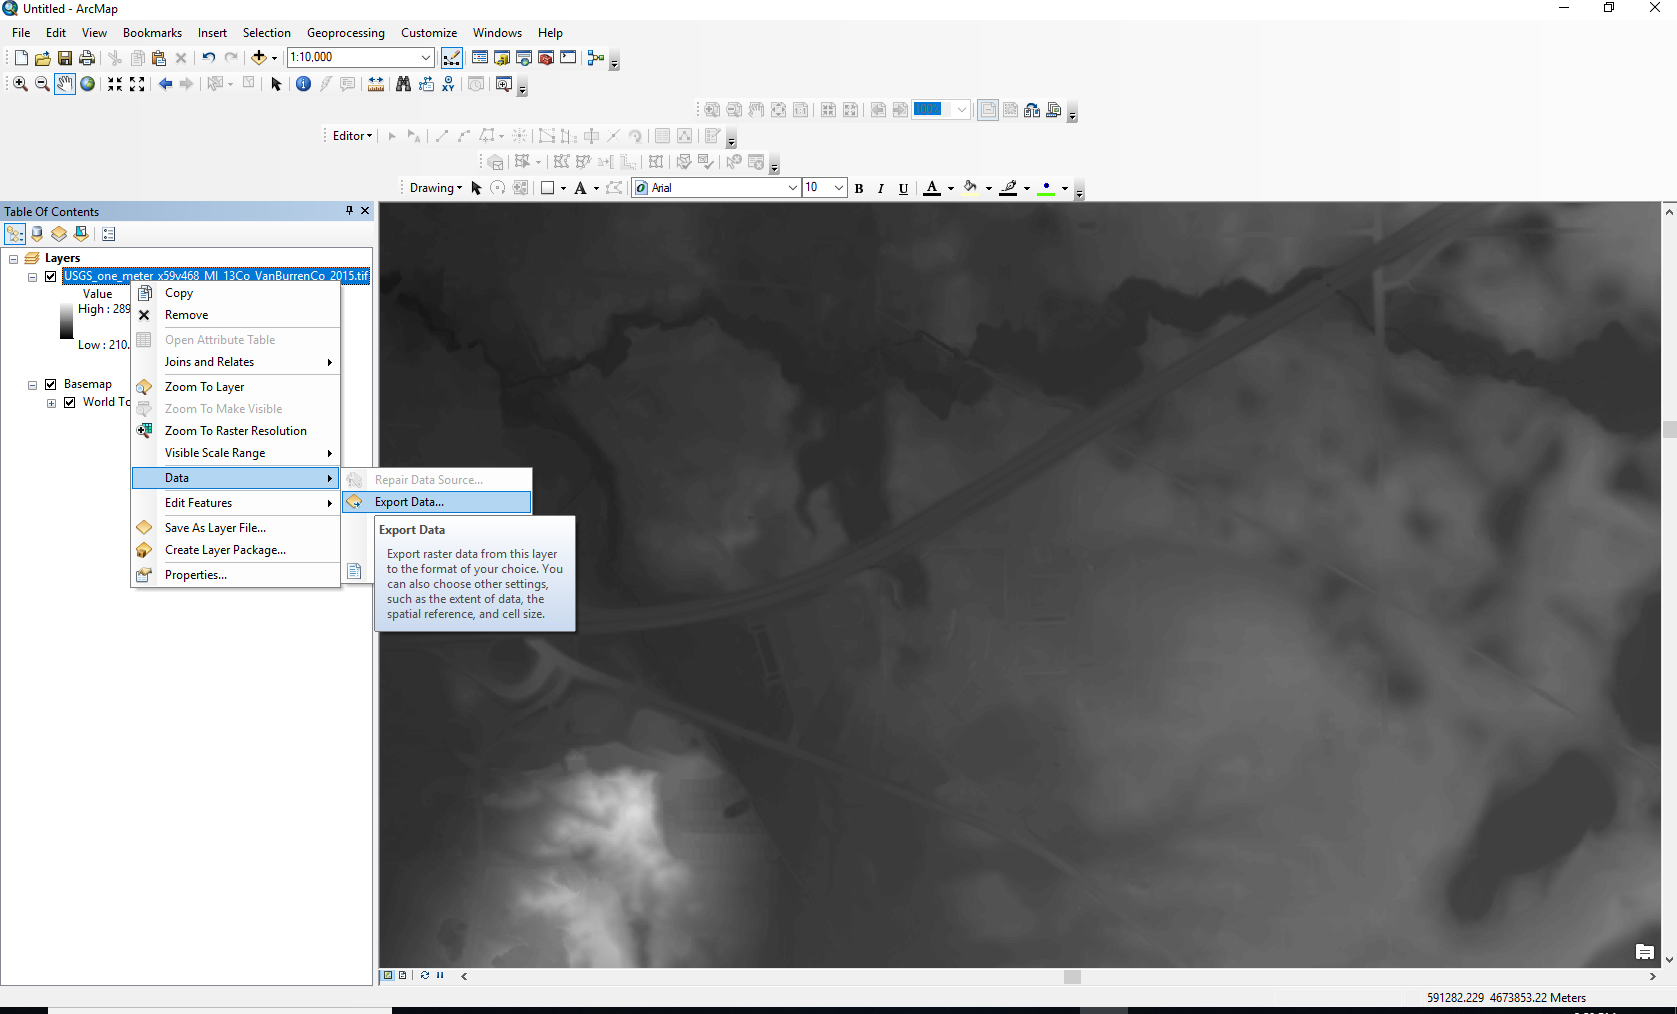 Untitled - ArcMap
File Edit View Bookmarks Insert Selection Geoprocessing Customize Windows Help
1:10,000
100%
Editor
Drawing Arial 10 B I U A
Table Of Contents
Layers
USGS_one_meter_x59y468_MI_13Co_VanBurrenCo_2015.tif
Value
High : 289
Low : 210.
Basemap
World To
Copy
Remove
Open Attribute Table
Joins and Relates
Zoom To Layer
Zoom To Make Visible
Zoom To Raster Resolution
Visible Scale Range
Data
Edit Features
Save As Layer File...
Create Layer Package...
Properties...
Repair Data Source...
Export Data...
Export Data
Export raster data from this layer
to the format of your choice. You
can also choose other settings,
such as the extent of data, the
spatial reference, and cell size.
591282.229 4673853.22 Meters